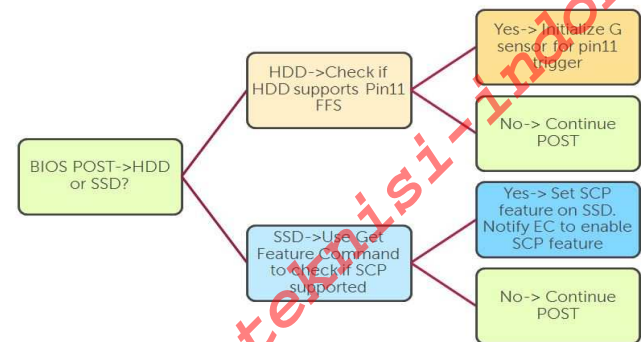 BIOS POST->HDD
or SSD?
HDD->Check if
HDD supports Pin11
FFS
Yes-> Initialize G
sensor for pin11
trigger
No-> Continue
POST
SSD->Use Get
Feature Command
to check if SCP
supported
Yes-> Set SCP
feature on SSD.
Notify EC to enable
SCP feature
No-> Continue
POST
teknisi-indo